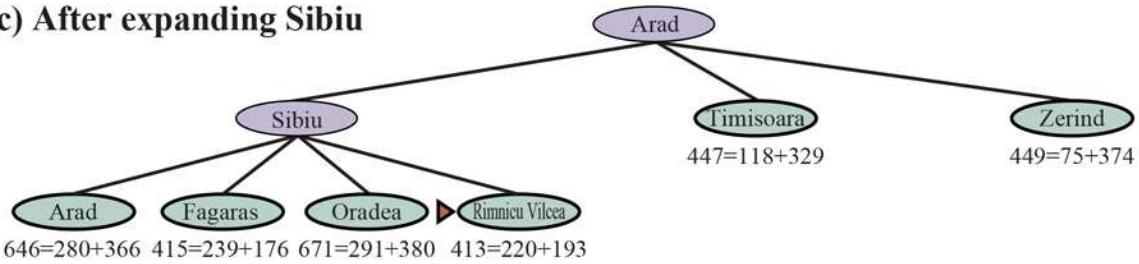 c) After expanding Sibiu
Arad
Sibiu
Timisoara
Zerind
447=118+329
449=75+374
Arad
Fagaras
Oradea
Rimnicu Vilcea
646=280+366
415=239+176
671=291+380
413=220+193